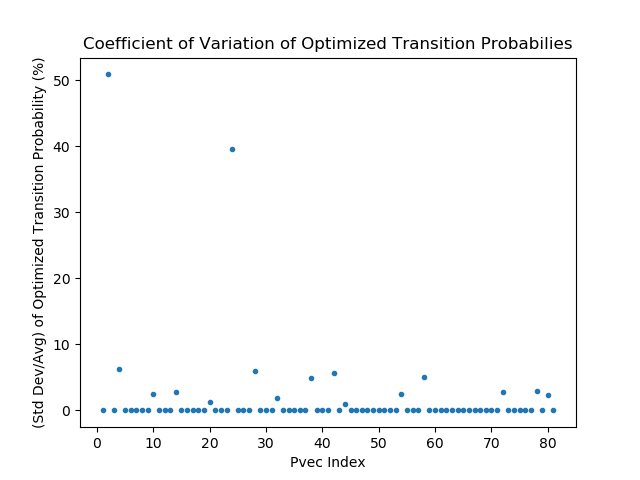 Coefficient of Variation of Optimized Transition Probabilies
(Std Dev/Avg) of Optimized Transition Probability (%)
50
40
30
20
10
0
0 10 20 30 40 50 60 70 80
Pvec Index